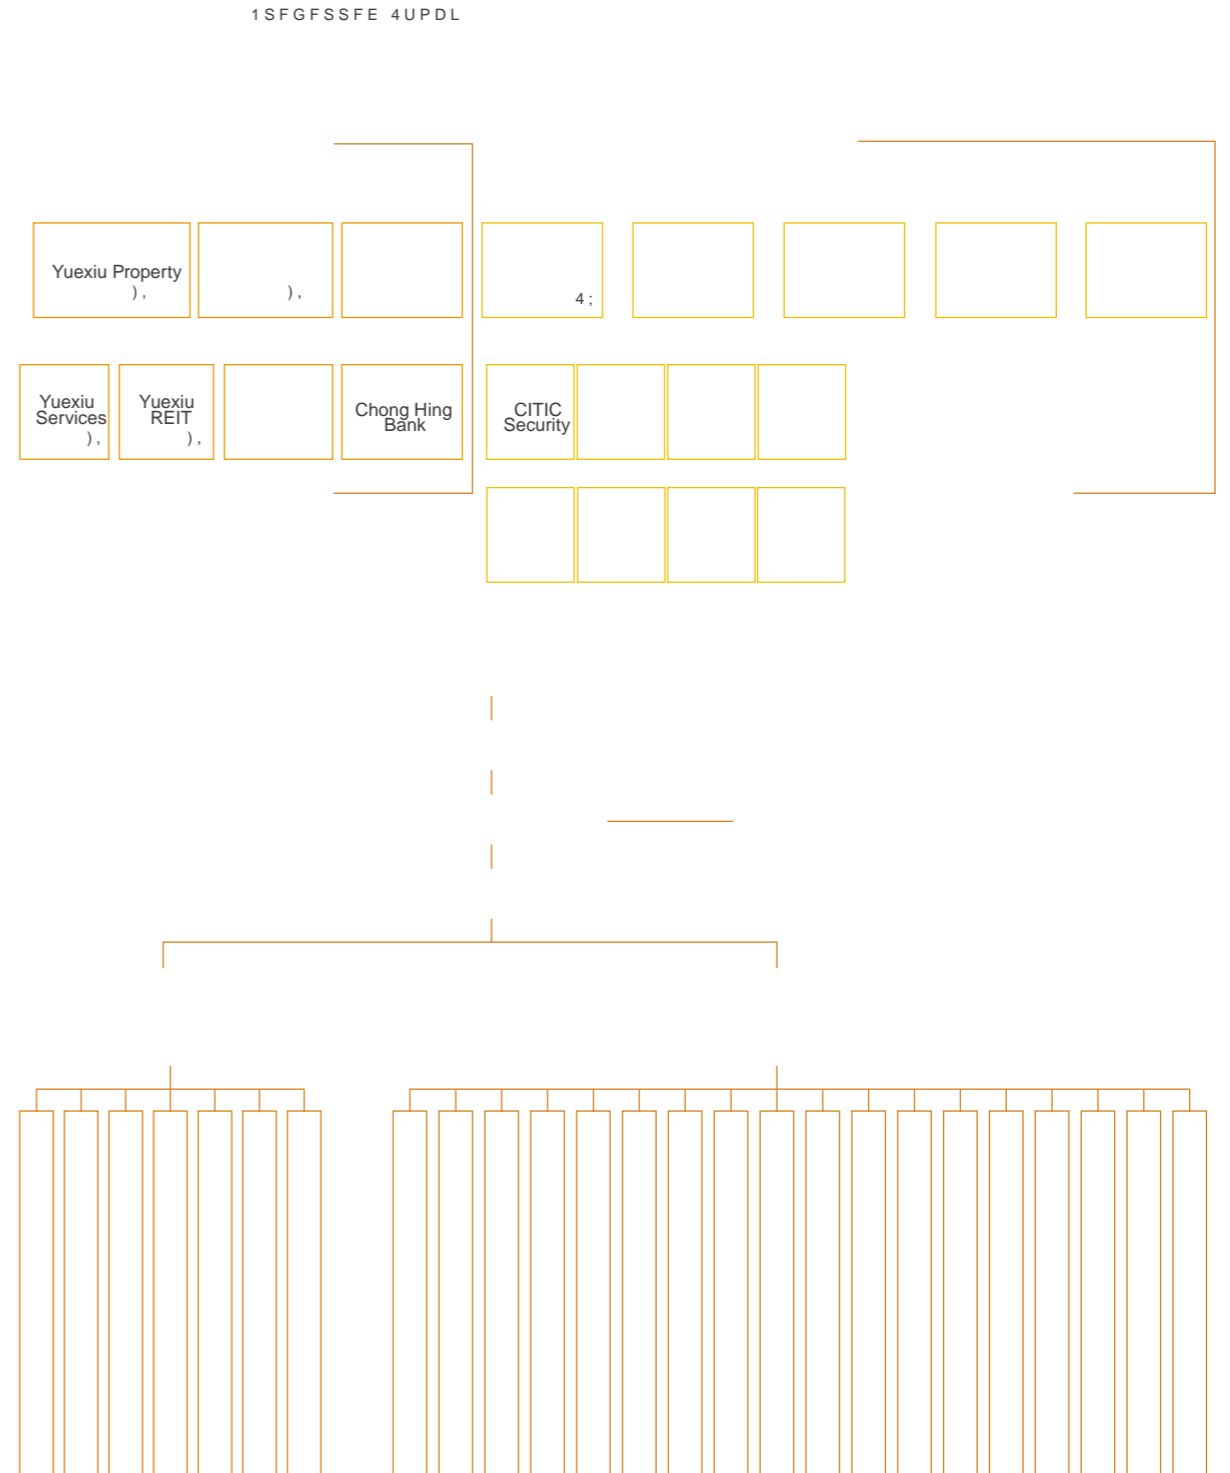 1SFGFSSFE 4UPDL
Yuexiu Property
),
),
4;
Yuexiu
Services
),
Yuexiu
REIT
),
Chong Hing
Bank
CITIC
Security